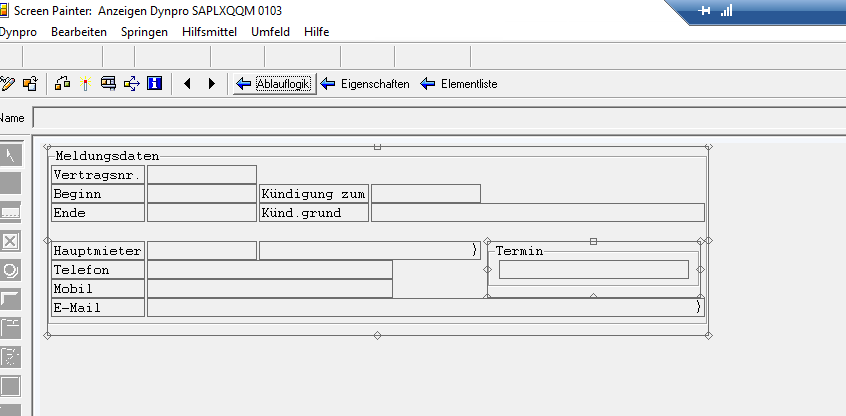 Screen Painter: Anzeigen Dynpro SAPLXQQM 0103
Dynpro Bearbeiten Springen Hilfsmittel Umfeld Hilfe
Ablauflogik Eigenschaften Elementliste
Name
Meldungsdaten
Vertragsnr.
Beginn Kündigung zum
Ende Künd.grund
Hauptmieter ) Termin
Telefon
Mobil
E-Mail )